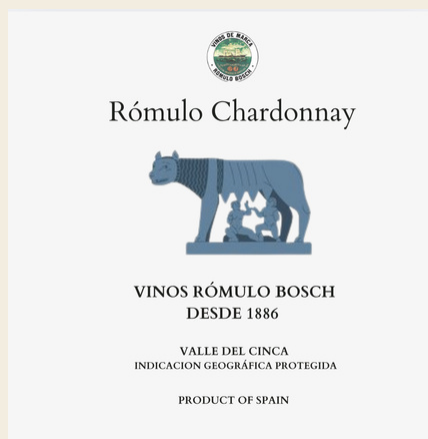 VINOS DE MARCA
ROMULO BOSCH
Rómulo Chardonnay
VINOS RÓMULO BOSCH
DESDE 1886
VALLE DEL CINCA
INDICACION GEOGRÁFICA PROTEGIDA
PRODUCT OF SPAIN